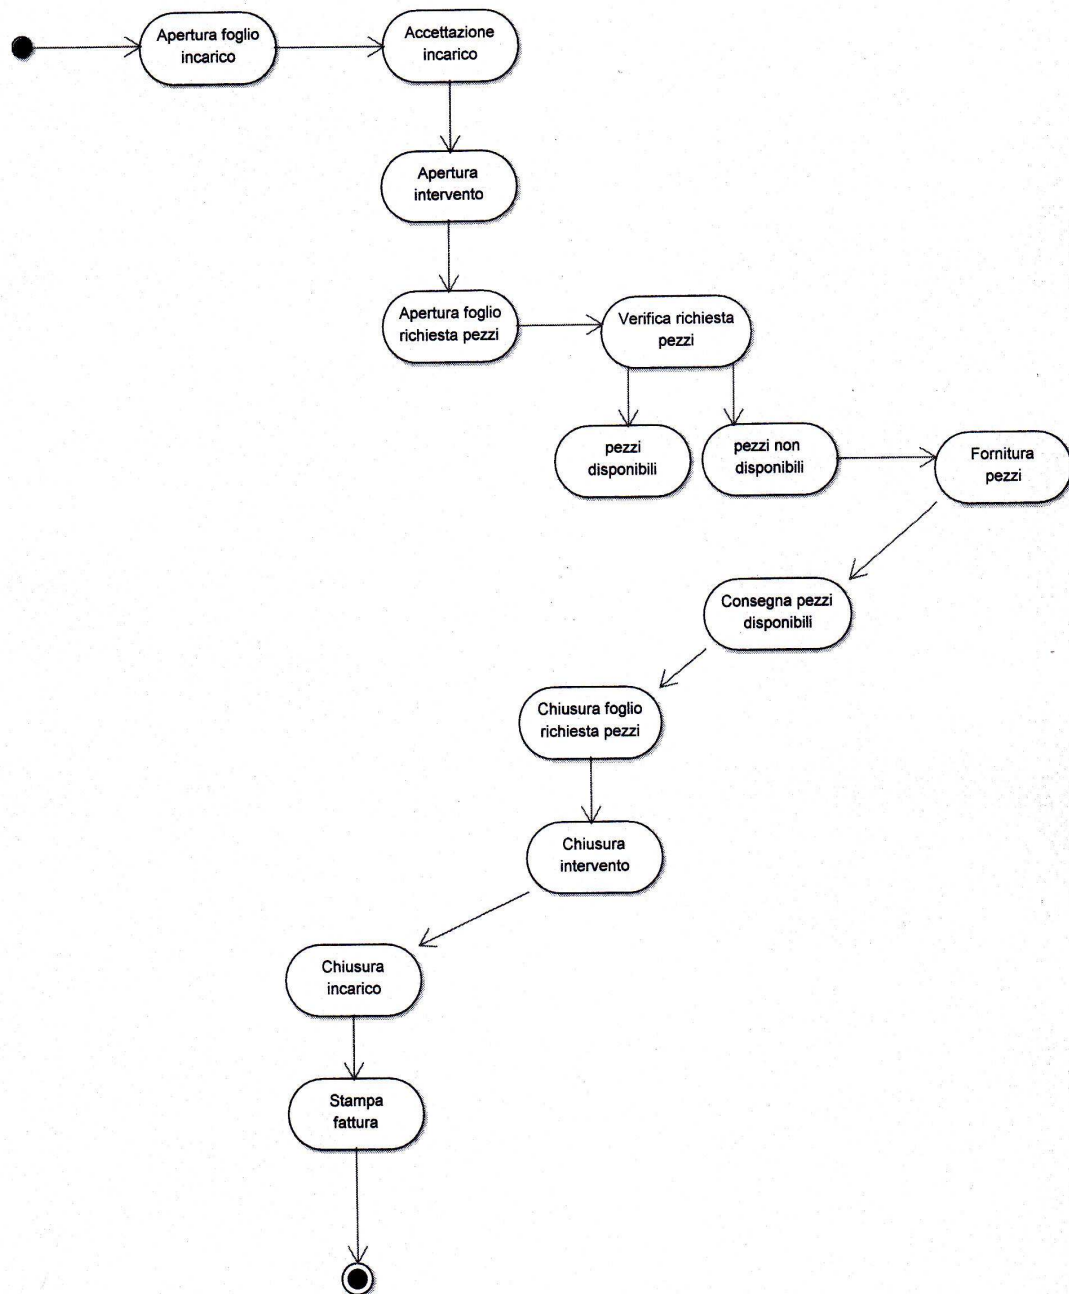 Apertura foglio
incarico
Accettazione
incarico
Apertura
intervento
Apertura foglio
richiesta pezzi
Verifica richiesta
pezzi
pezzi
disponibili
pezzi non
disponibili
Fornitura
pezzi
Consegna pezzi
disponibili
Chiusura foglio
richiesta pezzi
Chiusura
intervento
Chiusura
incarico
Stampa
fattura